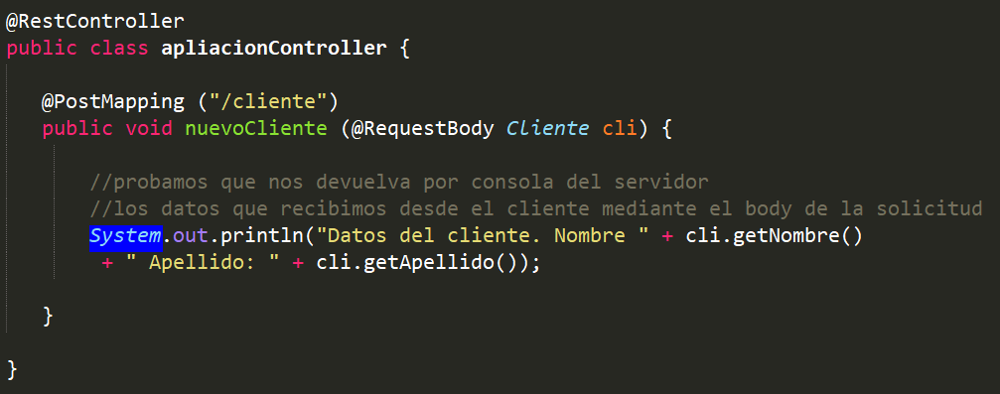 @RestController
public class apliacionController {
@PostMapping ("/cliente")
public void nuevoCliente (@RequestBody Cliente cli) {
//probamos que nos devuelva por consola del servidor
//los datos que recibimos desde el cliente mediante el body de la solicitud
System.out.println("Datos del cliente. Nombre " + cli.getNombre()
+ " Apellido: " + cli.getApellido());
}
}